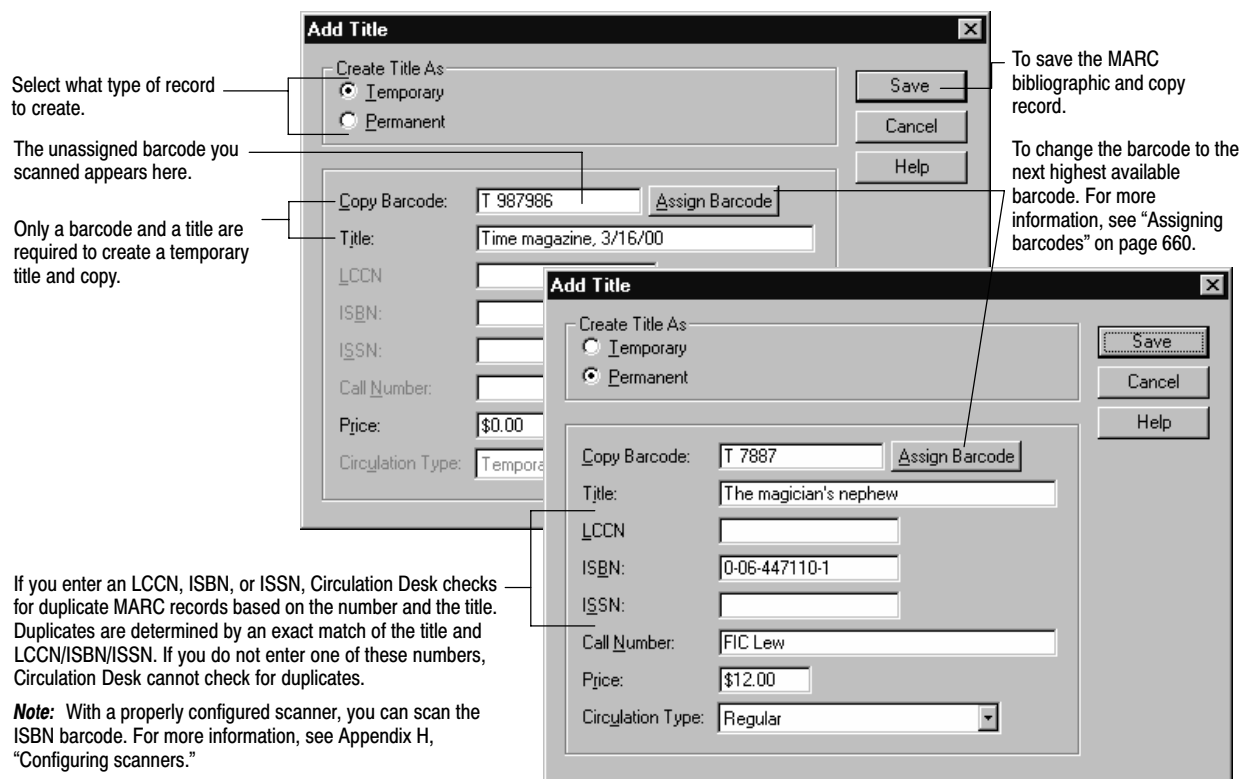 Select what type of record
to create.
The unassigned barcode you
scanned appears here.
Only a barcode and a title are
required to create a temporary
title and copy.
Add Title
Create Title As
Temporary
Permanent
Save
Cancel
Help
Copy Barcode:
T 987986
Assign Barcode
Title:
Time magazine, 3/16/00
LCCN
ISBN:
ISSN:
Call Number:
Price:
$0.00
Circulation Type:
Tempora
To save the MARC
bibliographic and copy
record.
To change the barcode to the
next highest available
barcode. For more
information, see “Assigning
barcodes” on page 660.
Add Title
Create Title As
Temporary
Permanent
Save
Cancel
Help
Copy Barcode:
T 7887
Assign Barcode
Title:
The magician's nephew
LCCN
ISBN:
0-06-447110-1
ISSN:
Call Number:
FIC Lew
Price:
$12.00
Circulation Type:
Regular
If you enter an LCCN, ISBN, or ISSN, Circulation Desk checks
for duplicate MARC records based on the number and the title.
Duplicates are determined by an exact match of the title and
LCCN/ISBN/ISSN. If you do not enter one of these numbers,
Circulation Desk cannot check for duplicates.
Note: With a properly configured scanner, you can scan the
ISBN barcode. For more information, see Appendix H,
“Configuring scanners.”